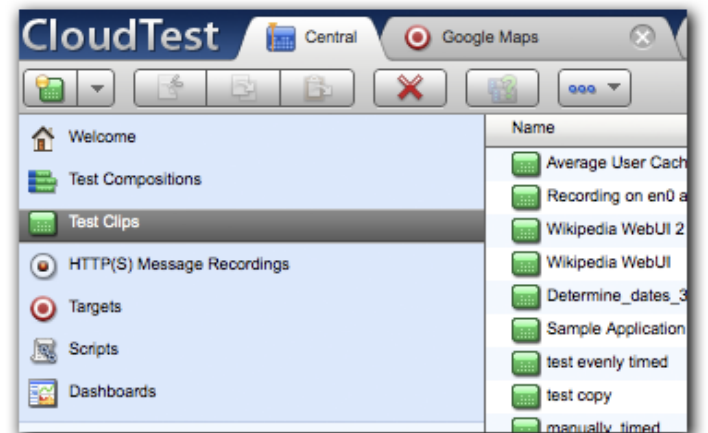 CloudTest
Central
Google Maps
Welcome
Test Compositions
Test Clips
HTTP(S) Message Recordings
Targets
Scripts
Dashboards
Name
Average User Cach
Recording on en0 a
Wikipedia WebUI 2
Wikipedia WebUI
Determine_dates_3
Sample Application
test evenly timed
test copy
manually_timed